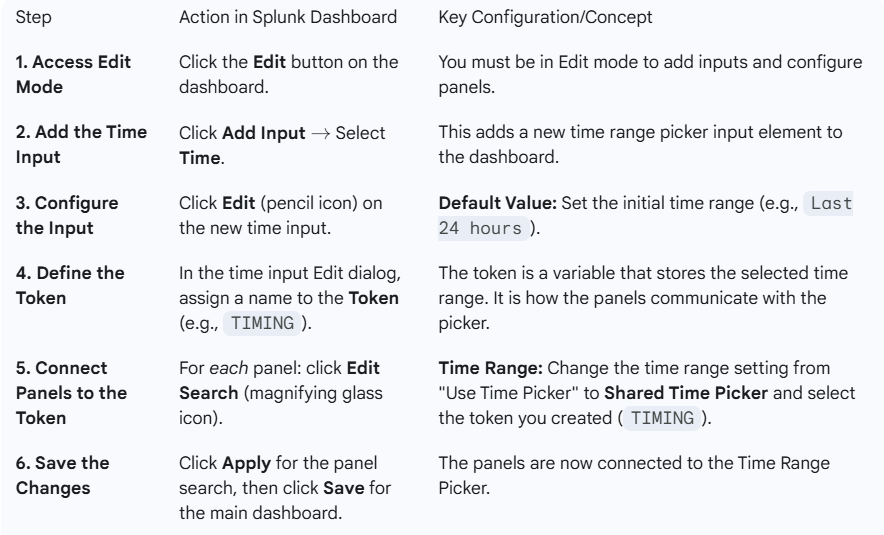 Step Action in Splunk Dashboard Key Configuration/Concept
1. Access Edit Mode
Click the Edit button on the
dashboard.
You must be in Edit mode to add inputs and configure
panels.
2. Add the Time
Input
Click Add Input → Select
Time.
This adds a new time range picker input element to
the dashboard.
3. Configure
the Input
Click Edit (pencil icon) on
the new time input.
Default Value: Set the initial time range (e.g., Last
24 hours ).
4. Define the
Token
In the time input Edit dialog,
assign a name to the Token
(e.g., TIMING ).
The token is a variable that stores the selected time
range. It is how the panels communicate with the
picker.
5. Connect
Panels to the
Token
For each panel: click Edit
Search (magnifying glass
icon).
Time Range: Change the time range setting from
"Use Time Picker" to Shared Time Picker and select
the token you created ( TIMING ).
6. Save the
Changes
Click Apply for the panel
search, then click Save for
the main dashboard.
The panels are now connected to the Time Range
Picker.